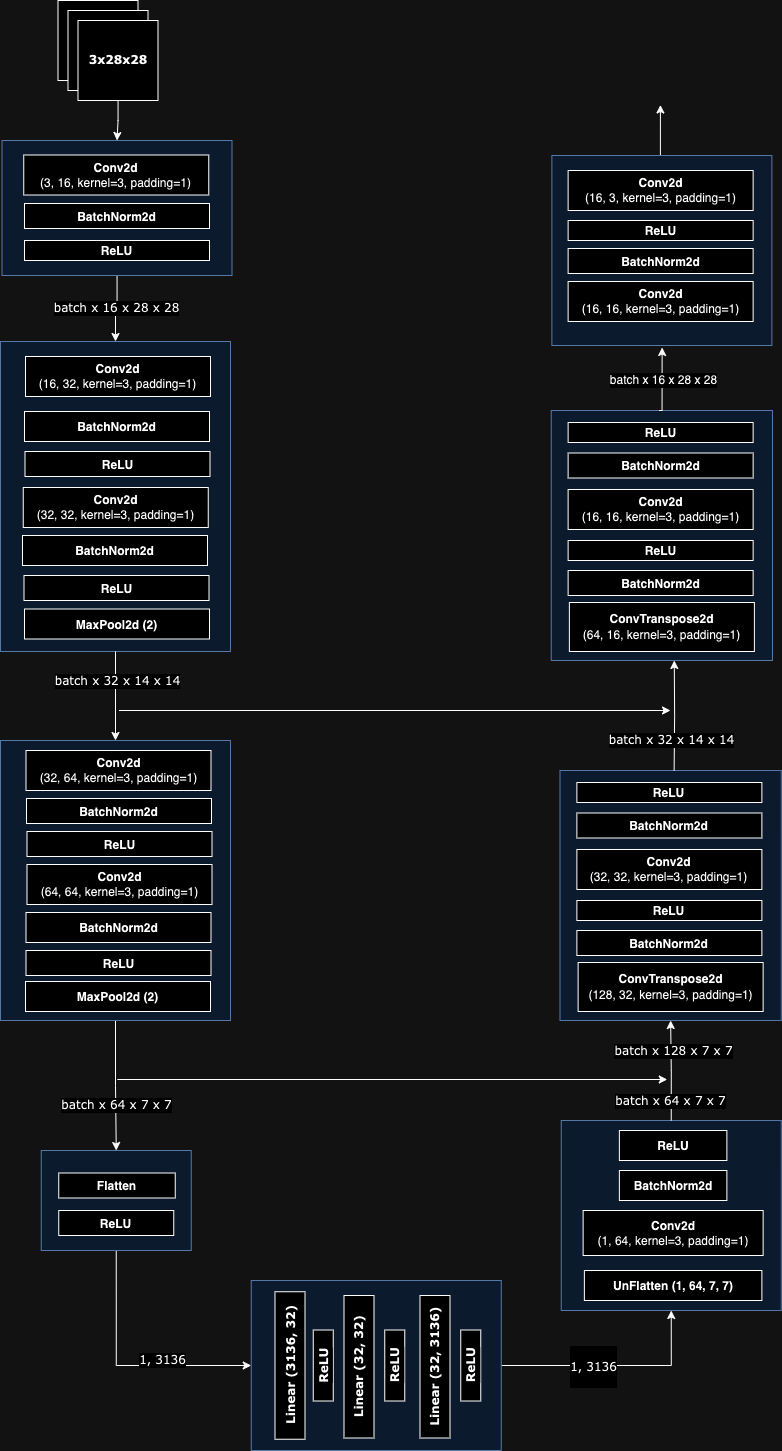 3x28x28
Conv2d
(3, 16, kernel=3, padding=1)
BatchNorm2d
ReLU
batch x 16 x 28 x 28
Conv2d
(16, 32, kernel=3, padding=1)
BatchNorm2d
ReLU
Conv2d
(32, 32, kernel=3, padding=1)
BatchNorm2d
ReLU
MaxPool2d (2)
batch x 32 x 14 x 14
Conv2d
(32, 64, kernel=3, padding=1)
BatchNorm2d
ReLU
Conv2d
(64, 64, kernel=3, padding=1)
BatchNorm2d
ReLU
MaxPool2d (2)
batch x 64 x 7 x 7
Flatten
ReLU
1, 3136
Linear (3136, 32)
ReLU
Linear (32, 32)
ReLU
Linear (32, 3136)
ReLU
1, 3136
Conv2d
(16, 3, kernel=3, padding=1)
ReLU
BatchNorm2d
Conv2d
(16, 16, kernel=3, padding=1)
batch x 16 x 28 x 28
ReLU
BatchNorm2d
Conv2d
(16, 16, kernel=3, padding=1)
ReLU
BatchNorm2d
ConvTranspose2d
(64, 16, kernel=3, padding=1)
batch x 32 x 14 x 14
ReLU
BatchNorm2d
Conv2d
(32, 32, kernel=3, padding=1)
ReLU
BatchNorm2d
ConvTranspose2d
(128, 32, kernel=3, padding=1)
batch x 128 x 7 x 7
batch x 64 x 7 x 7
ReLU
BatchNorm2d
Conv2d
(1, 64, kernel=3, padding=1)
UnFlatten (1, 64, 7, 7)